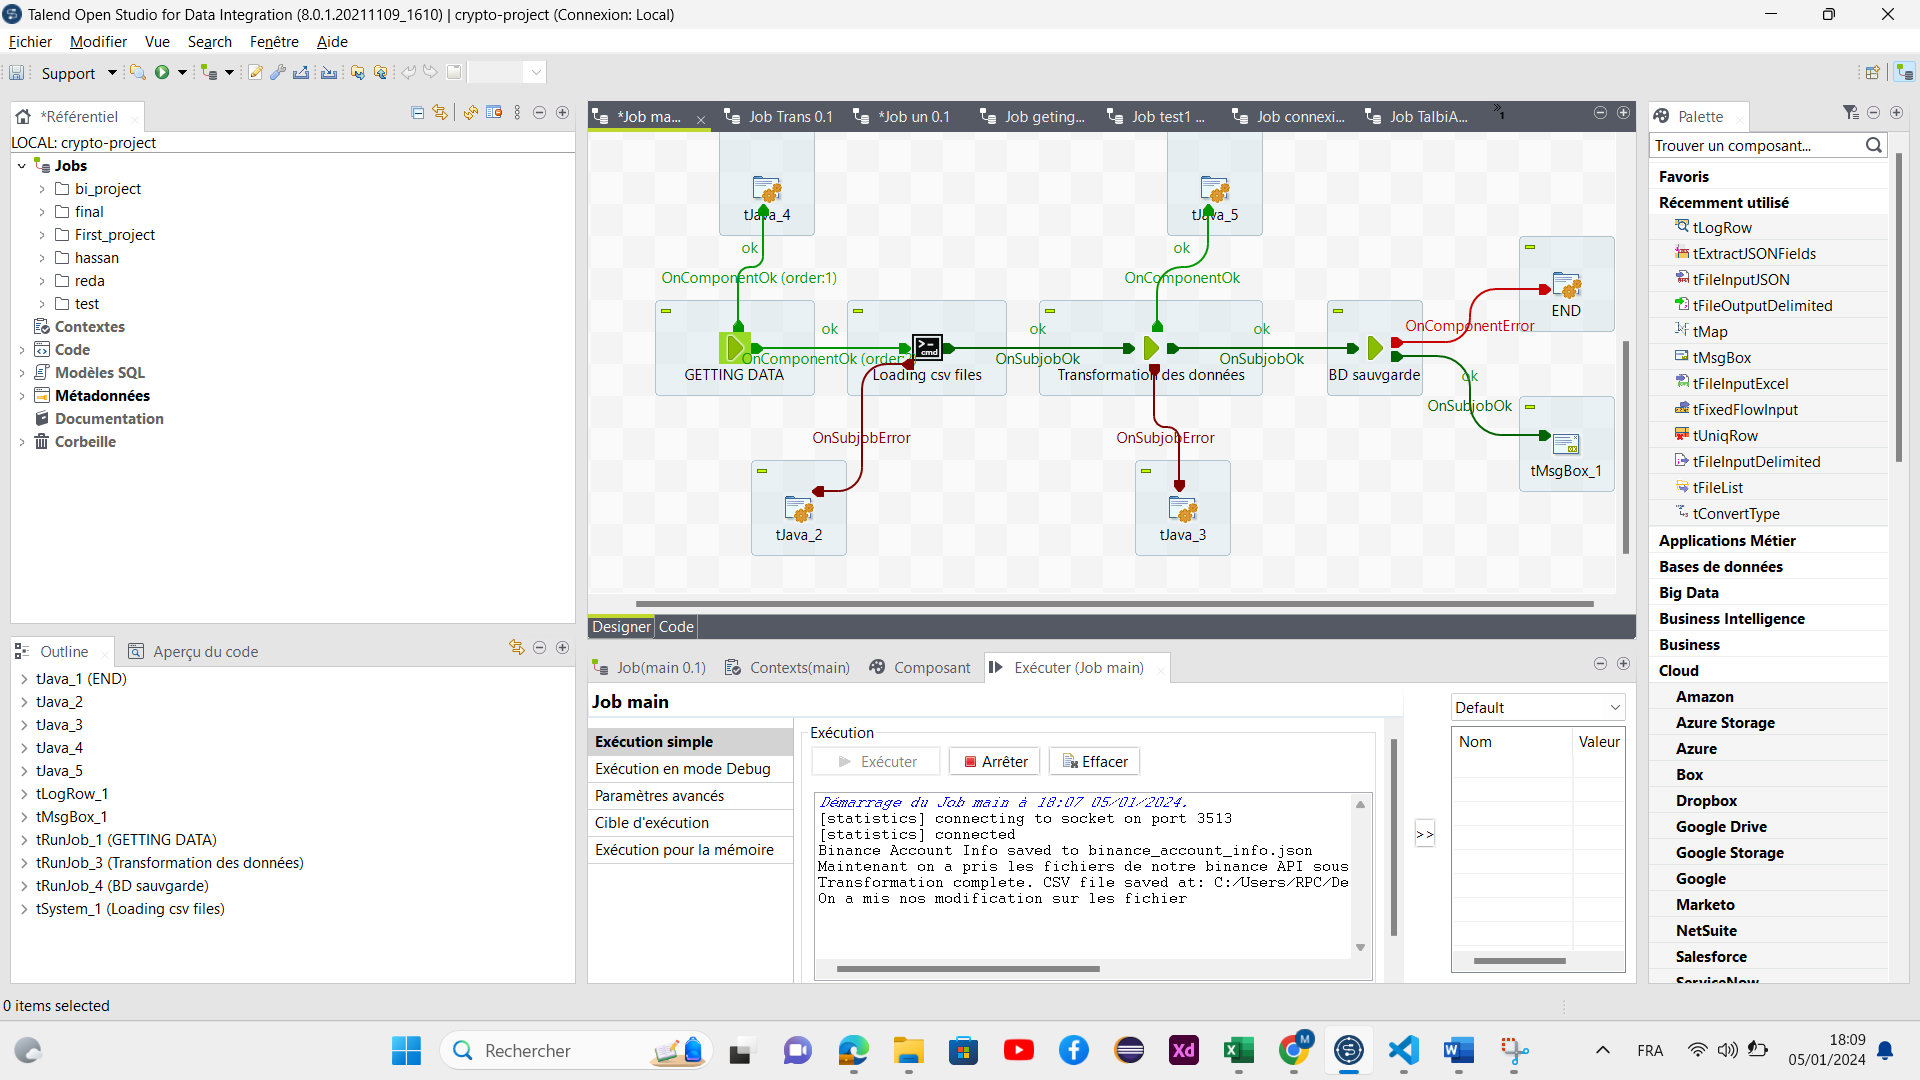 Talend Open Studio for Data Integration (8.0.1.20211109_1610) | crypto-project (Connexion: Local)
Fichier Modifier Vue Search Fenêtre Aide
Support
*Référentiel
LOCAL: crypto-project
Jobs
bi_project
final
First_project
hassan
reda
test
Contextes
Code
Modèles SQL
Métadonnées
Documentation
Corbeille
*Job ma... Job Trans 0.1 *Job un 0.1 Job geting... Job test1 ... Job connexi... Job TalbiA... » 1
tJava_4
tJava_5
ok
ok
OnComponentOk (order:1)
OnComponentOk
END
OnComponentError
ok
ok
ok
OnComponentOk (order:
OnSubjobOk
OnSubjobOk
GETTING DATA
cmd
Loading csv files
Transformation des données
BD sauvgarde
ok
OnSubjobOk
OnSubjobError
OnSubjobError
tMsgBox_1
tJava_2
tJava_3
Designer Code
Palette
Trouver un composant...
Favoris
Récemment utilisé
tLogRow
tExtractJSONFields
tFileInputJSON
tFileOutputDelimited
tMap
tMsgBox
tFileInputExcel
tFixedFlowInput
tUniqRow
tFileInputDelimited
tFileList
tConvertType
Applications Métier
Bases de données
Big Data
Business Intelligence
Business
Cloud
Amazon
Azure Storage
Azure
Box
Dropbox
Google Drive
Google Storage
Google
Marketo
NetSuite
Salesforce
ServiceNow
Outline Aperçu du code
tJava_1 (END)
tJava_2
tJava_3
tJava_4
tJava_5
tLogRow_1
tMsgBox_1
tRunJob_1 (GETTING DATA)
tRunJob_3 (Transformation des données)
tRunJob_4 (BD sauvgarde)
tSystem_1 (Loading csv files)
Job(main 0.1) Contexts(main) Composant Exécuter (Job main)
Job main
Exécution simple
Exécution en mode Debug
Paramètres avancés
Cible d'exécution
Exécution pour la mémoire
Exécution
Exécuter Arrêter Effacer
Démarrage du Job main à 18:07 05/01/2024.
[statistics] connecting to socket on port 3513
[statistics] connected
Binance Account Info saved to binance_account_info.json
Maintenant on a pris les fichiers de notre binance API sous
Transformation complete. CSV file saved at: C:/Users/RPC/De
On a mis nos modification sur les fichier
>>
Default
Nom Valeur
0 items selected
Rechercher
Xd
M
FRA
18:09
05/01/2024